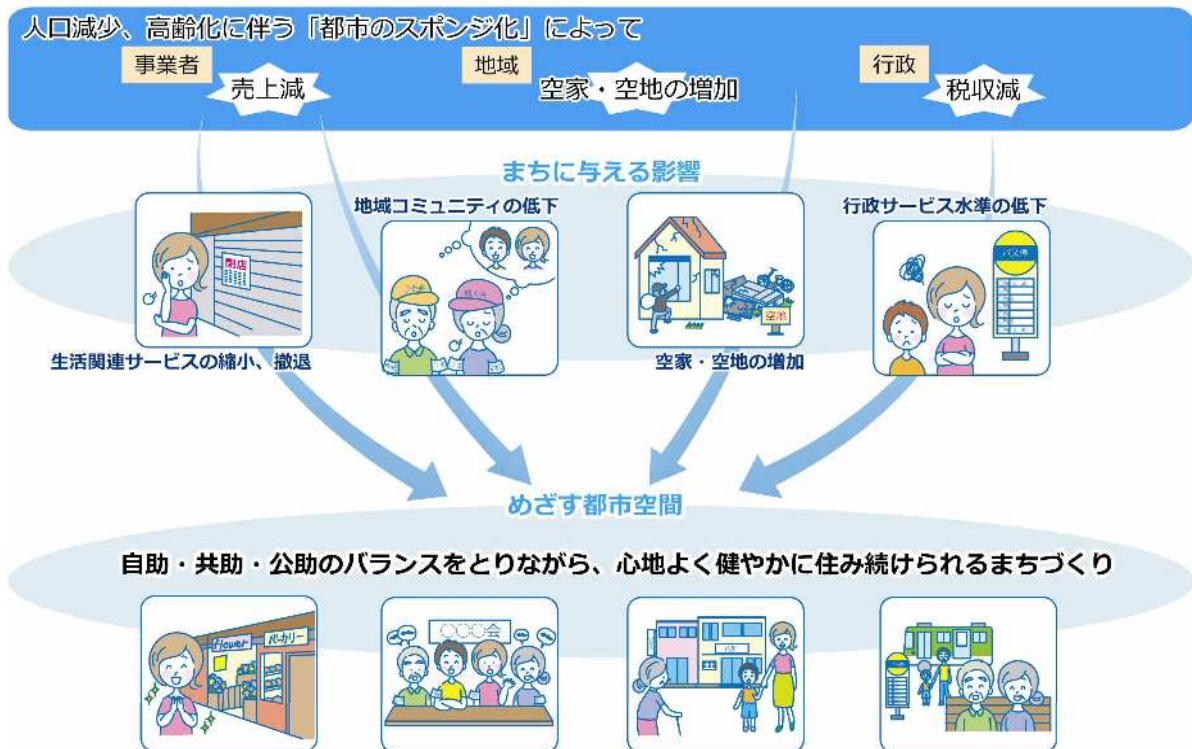 人口減少、高齢化に伴う「都市のスポンジ化」によって
事業者
売上減
地域
空家・空地の増加
行政
税収減
まちに与える影響
閉店
生活関連サービスの縮小、撤退
地域コミュニティの低下
空地
空家・空地の増加
行政サービス水準の低下
バス停
めざす都市空間
自助・共助・公助のバランスをとりながら、心地よく健やかに住み続けられるまちづくり
Flower
ベーカリー
○○○会